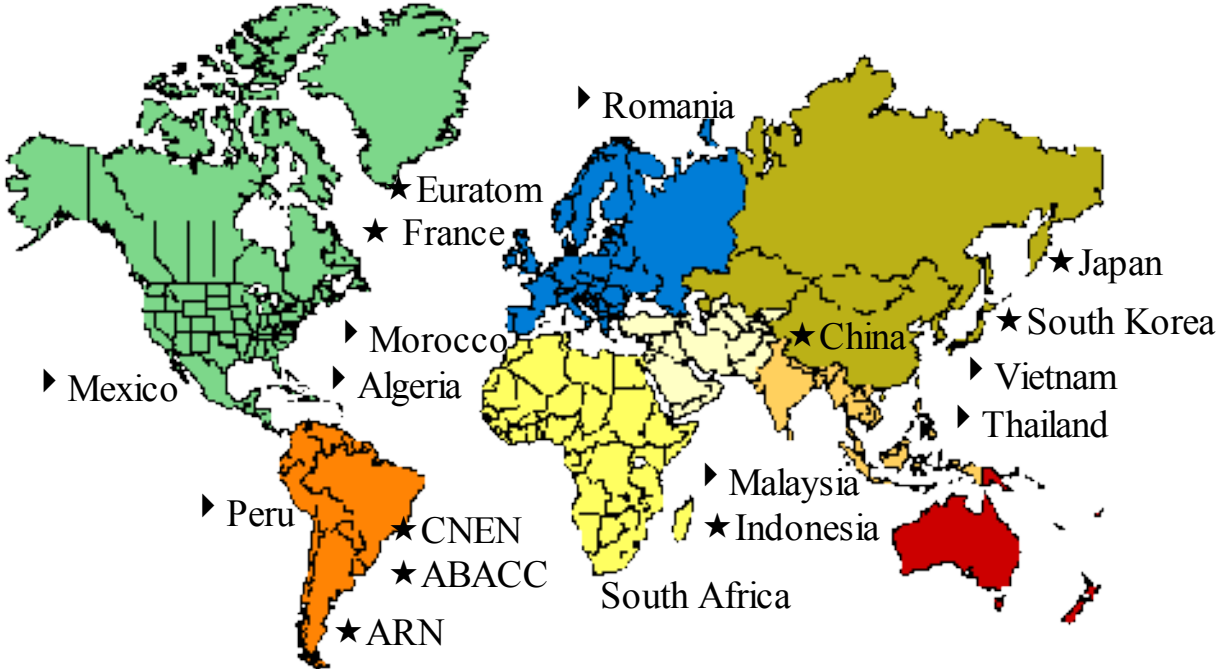 Romania
★ Euratom
★ France
★ Japan
★ South Korea
★ China
Morocco
Vietnam
Mexico
Algeria
Thailand
Malaysia
Peru
★ CNEN
★ Indonesia
★ ABACC
South Africa
★ ARN